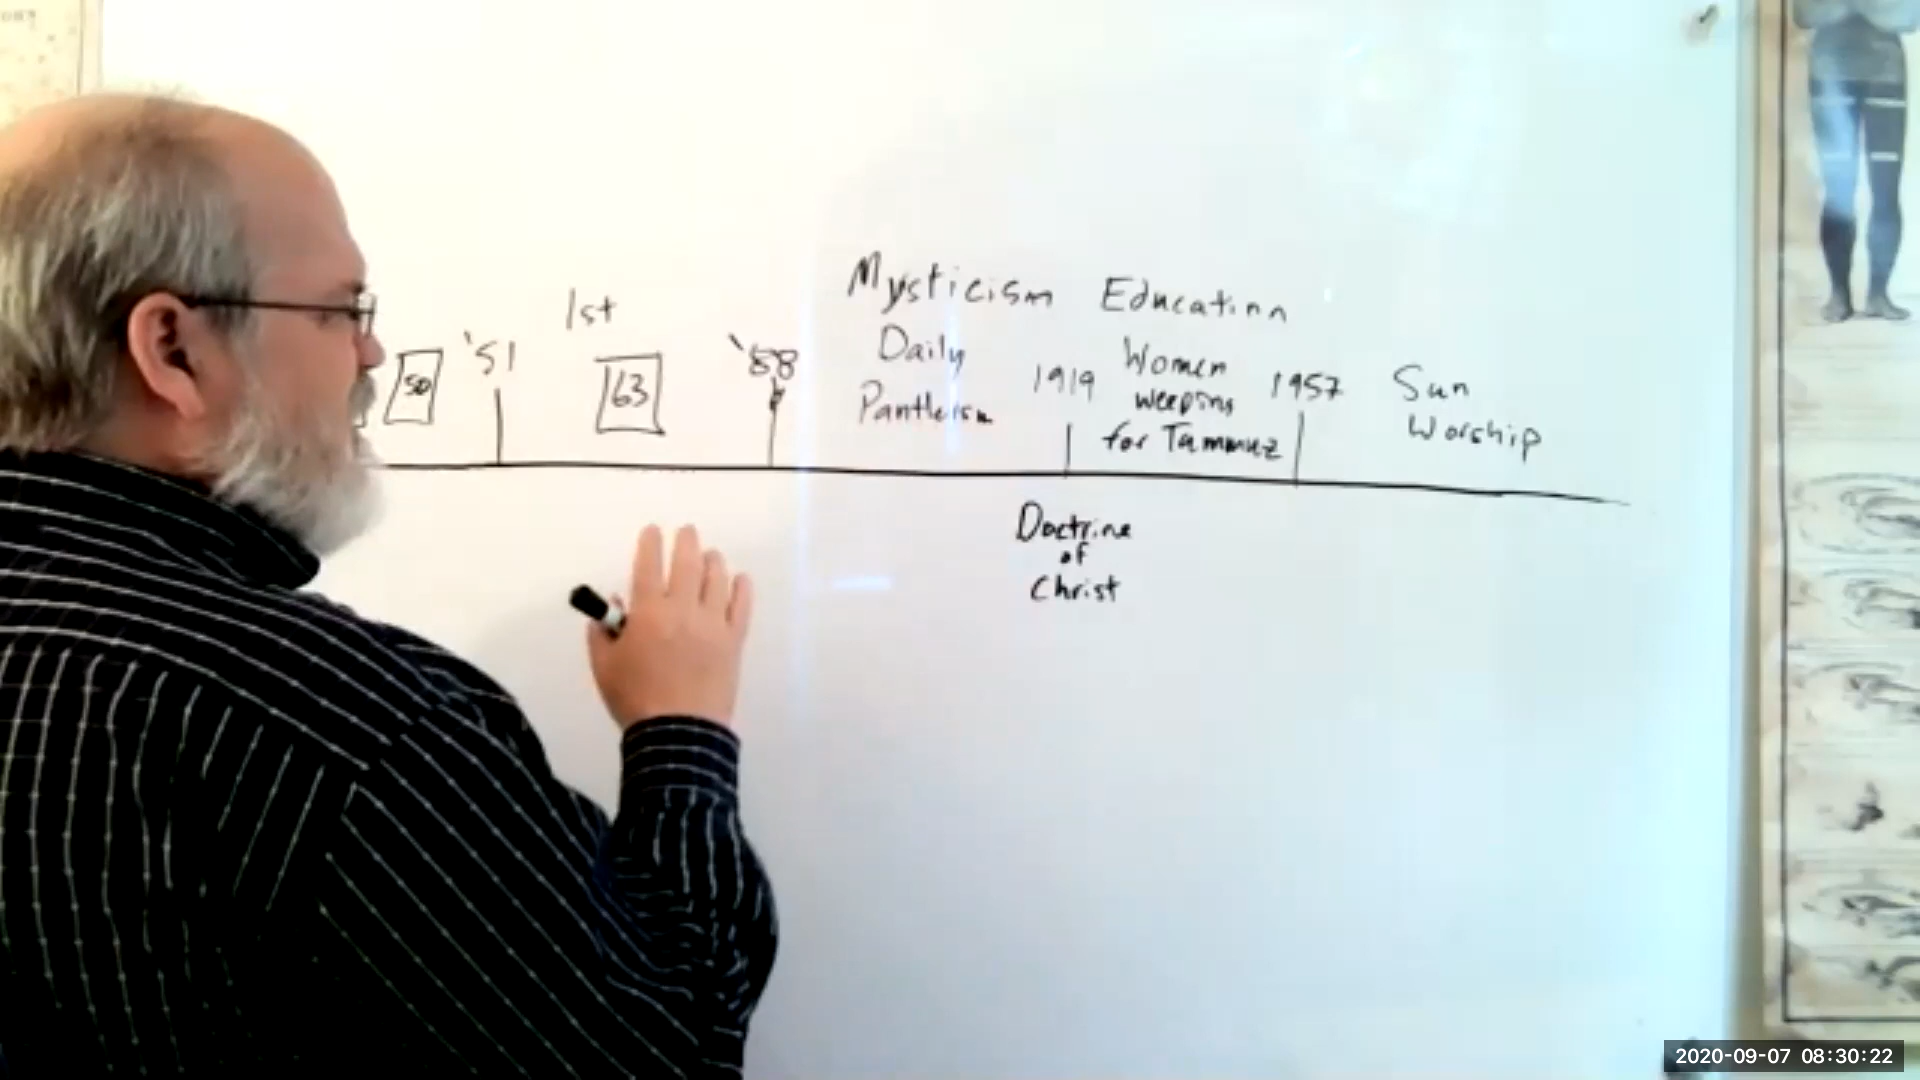 Mysticism Education
1st
'51
'88
50
63
Daily
Pantheism
1919
Women
weeping
for Tammuz
1957
Sun
Worship
Doctrine
of
Christ
2020-09-07 08:30:22